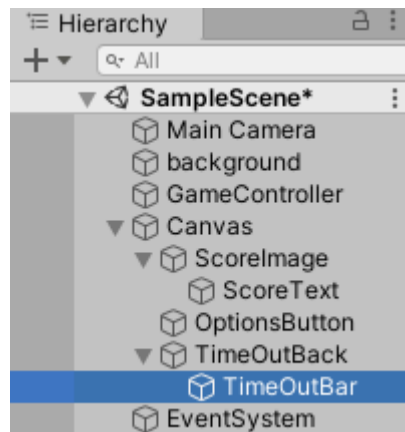 Hierarchy
All
SampleScene*
Main Camera
background
GameController
Canvas
ScoreImage
ScoreText
OptionsButton
TimeOutBack
TimeOutBar
EventSystem